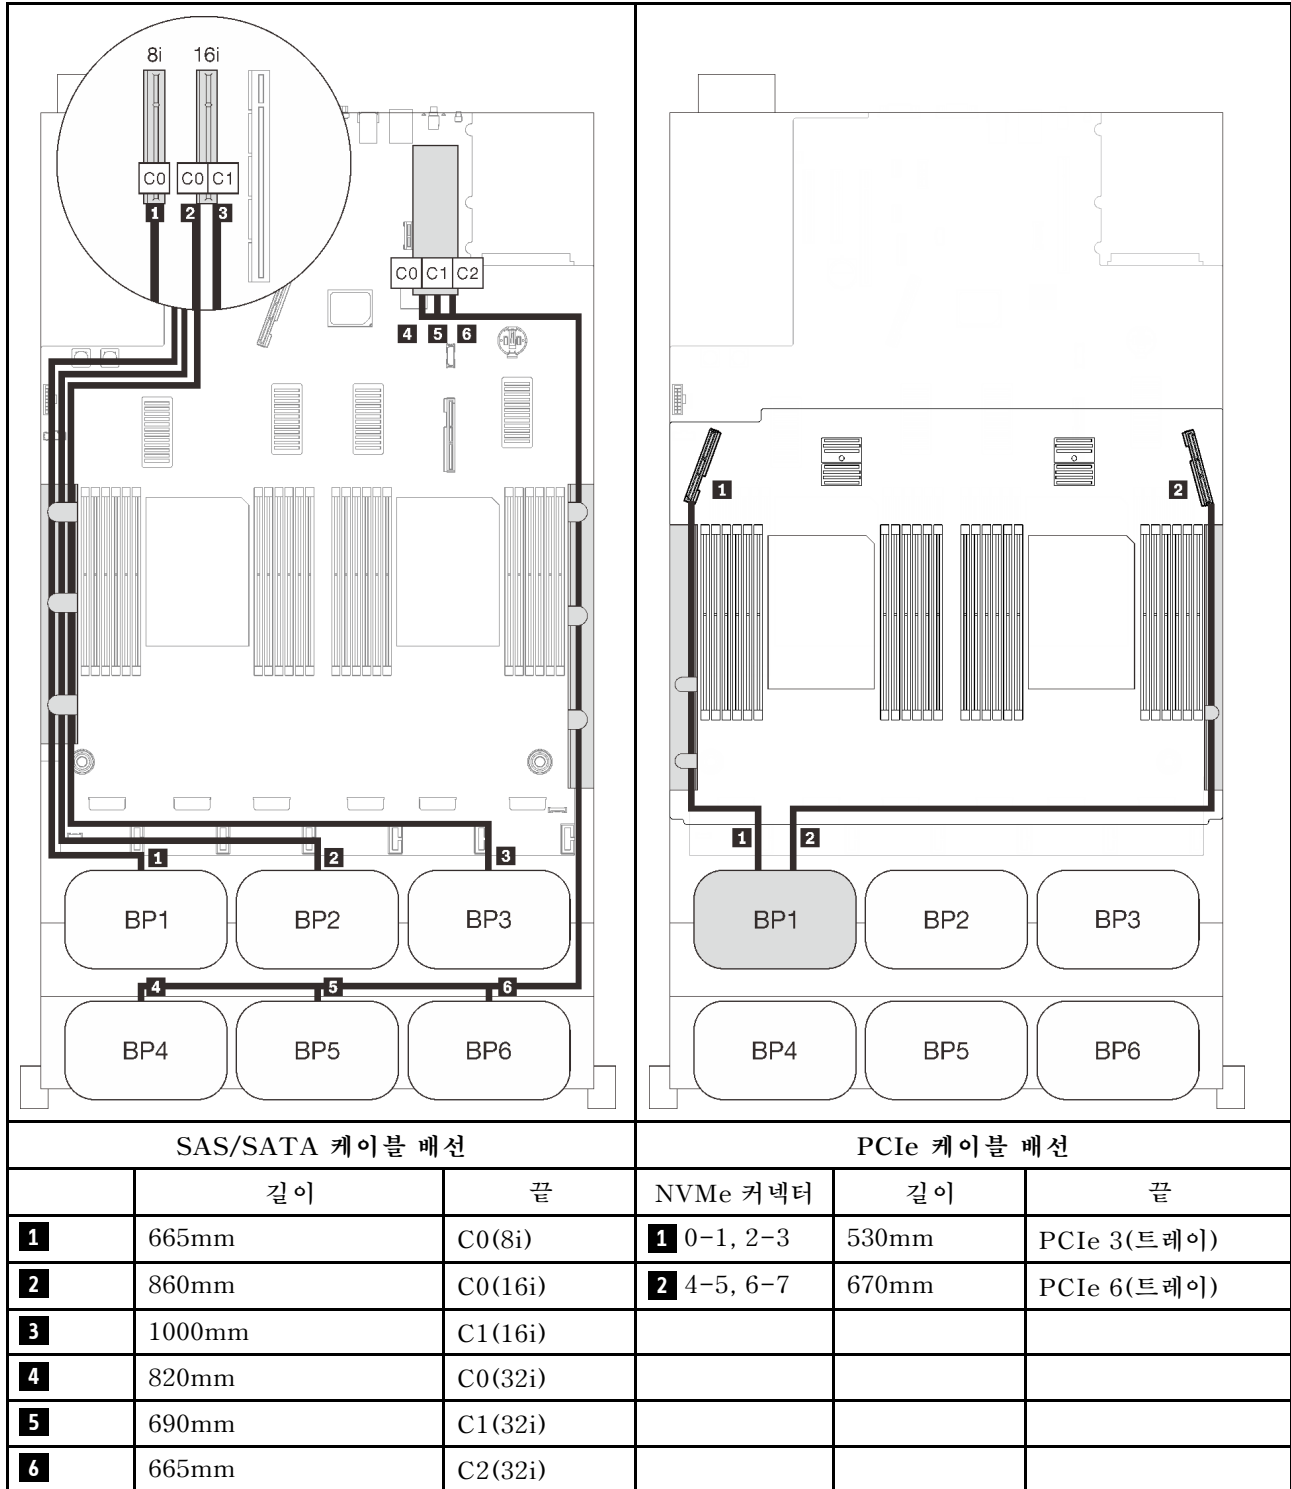 8i 16i
C0 C0 C1
1 2 3
C0 C1 C2
4 5 6
1 2 3
BP1 BP2 BP3
4 5 6
BP4 BP5 BP6
1 2
1 2
BP1 BP2 BP3
BP4 BP5 BP6
SAS/SATA 케이블 배선 PCIe 케이블 배선
길이 끝 NVMe 커넥터 길이 끝
1 665mm C0(8i) 1 0-1, 2-3 530mm PCIe 3(트레이)
2 860mm C0(16i) 2 4-5, 6-7 670mm PCIe 6(트레이)
3 1000mm C1(16i)
4 820mm C0(32i)
5 690mm C1(32i)
6 665mm C2(32i)